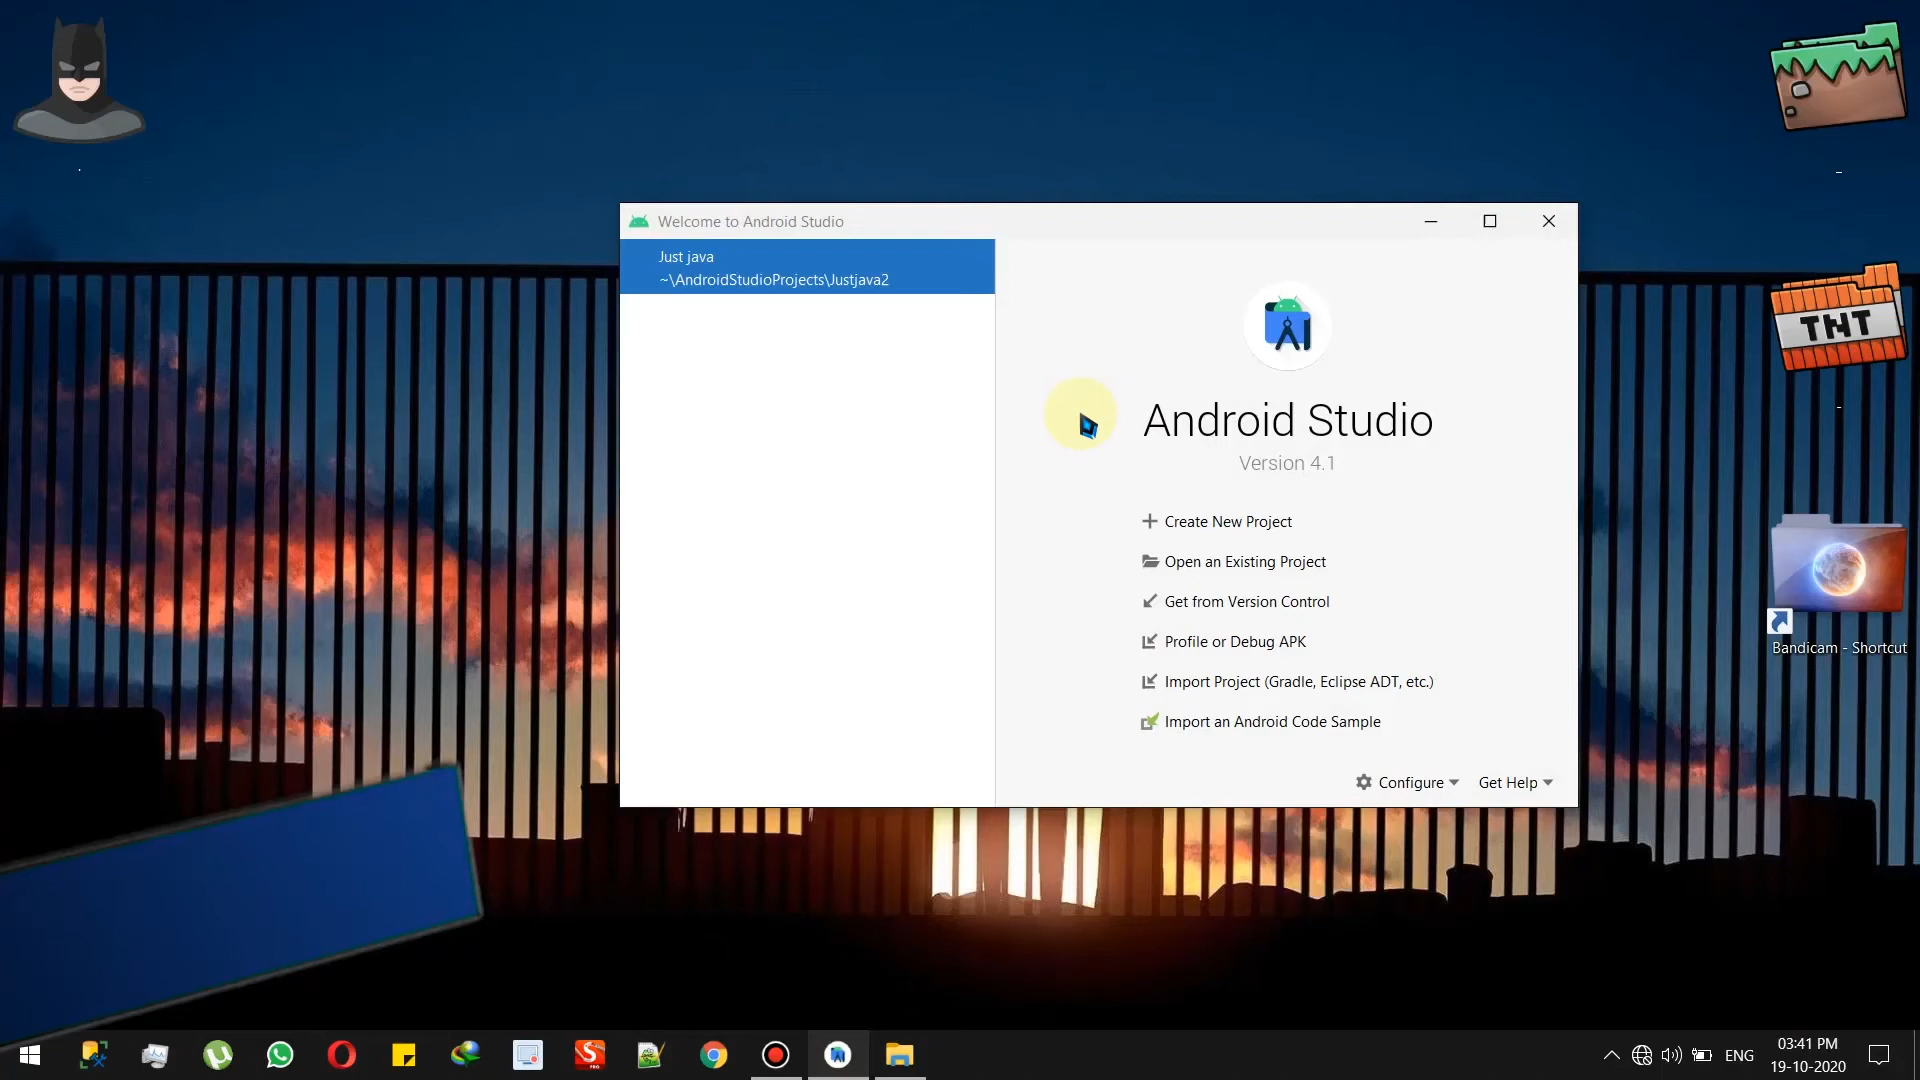 Welcome to Android Studio
Just java
~\AndroidStudioProjects\Justjava2
Android Studio
Version 4.1
Create New Project
Open an Existing Project
Get from Version Control
Profile or Debug APK
Import Project (Gradle, Eclipse ADT, etc.)
Import an Android Code Sample
Configure
Get Help
TNT
Bandicam - Shortcut
PRO
ENG
03:41 PM
19-10-2020